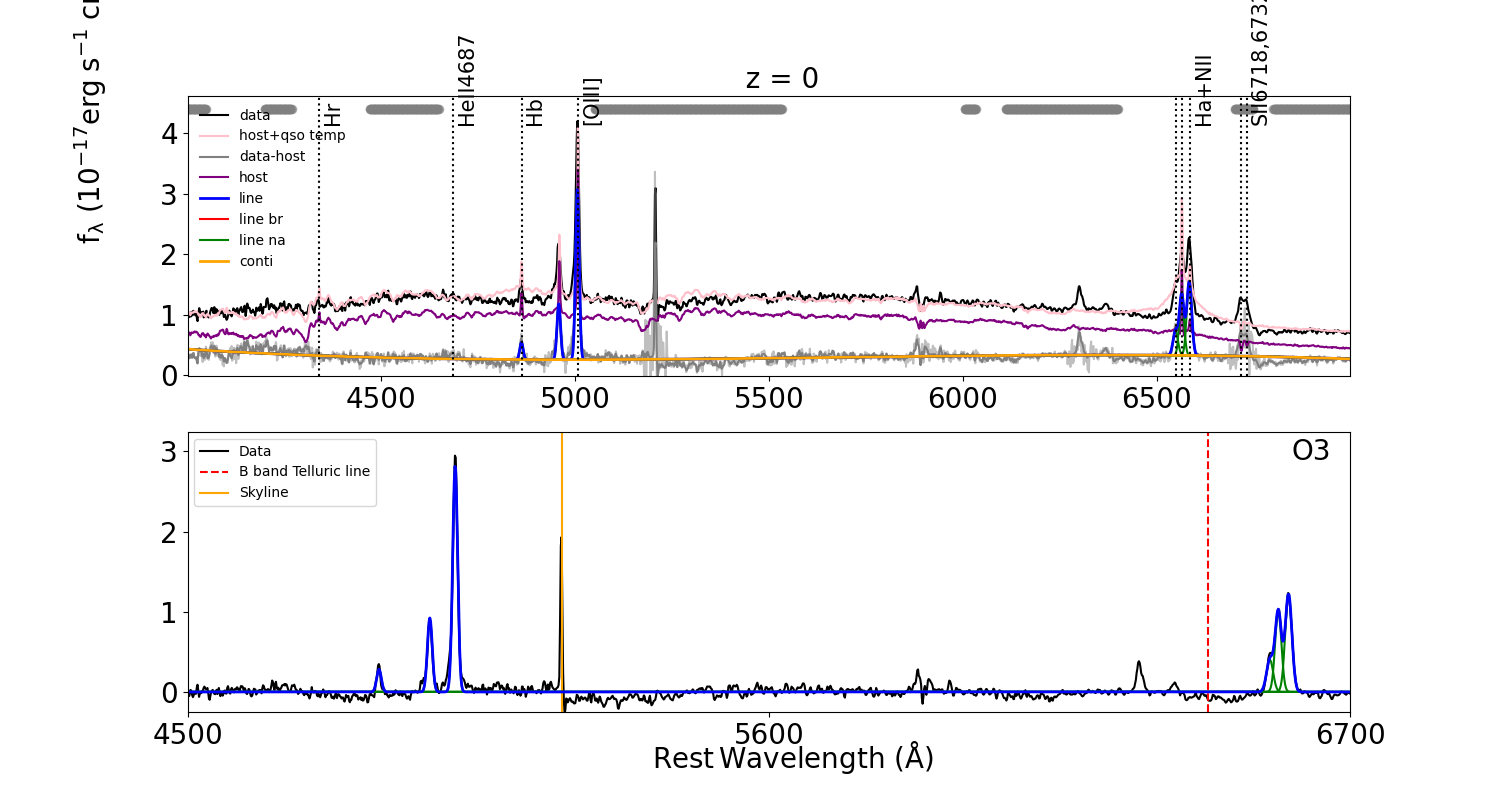 z = 0
f_λ (10^−17 erg s^−1 c
Hr
HeII4687
Hb
[OIII]
Ha+NII
SII6718,6732
data
host+qso temp
data-host
host
line
line br
line na
conti
4
3
2
1
0
4500 5000 5500 6000 6500
O3
Data
B band Telluric line
Skyline
3
2
1
0
4500 5600 6700
Rest Wavelength (Å)